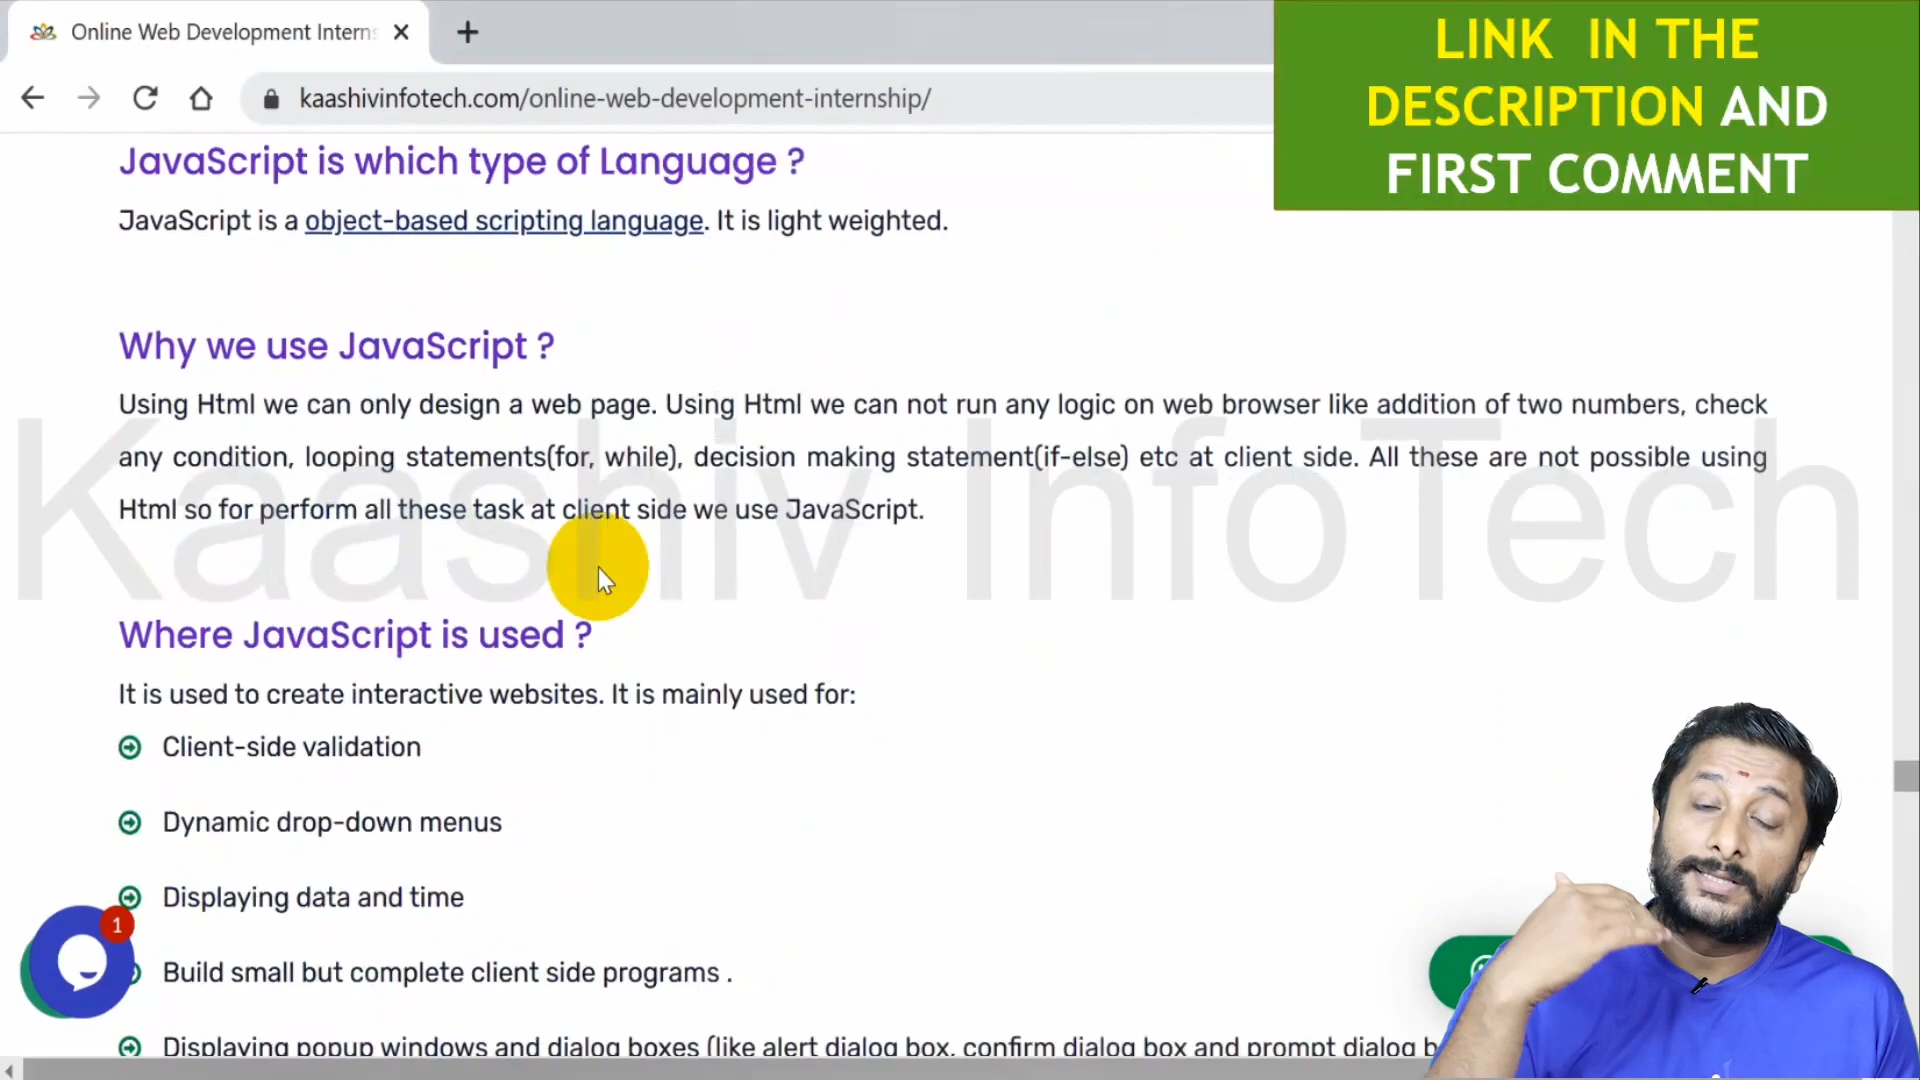 Online Web Development Interns
kaashivinfotech.com/online-web-development-internship/
LINK IN THE
DESCRIPTION AND
FIRST COMMENT
JavaScript is which type of Language ?
JavaScript is a object-based scripting language. It is light weighted.
Why we use JavaScript ?
Using Html we can only design a web page. Using Html we can not run any logic on web browser like addition of two numbers, check
any condition, looping statements(for, while), decision making statement(if-else) etc at client side. All these are not possible using
Html so for perform all these task at client side we use JavaScript.
Kaashiv InfoTech
Where JavaScript is used ?
It is used to create interactive websites. It is mainly used for:
Client-side validation
Dynamic drop-down menus
Displaying data and time
1
Build small but complete client side programs .
Displaying popup windows and dialog boxes (like alert dialog box, confirm dialog box and prompt dialog b